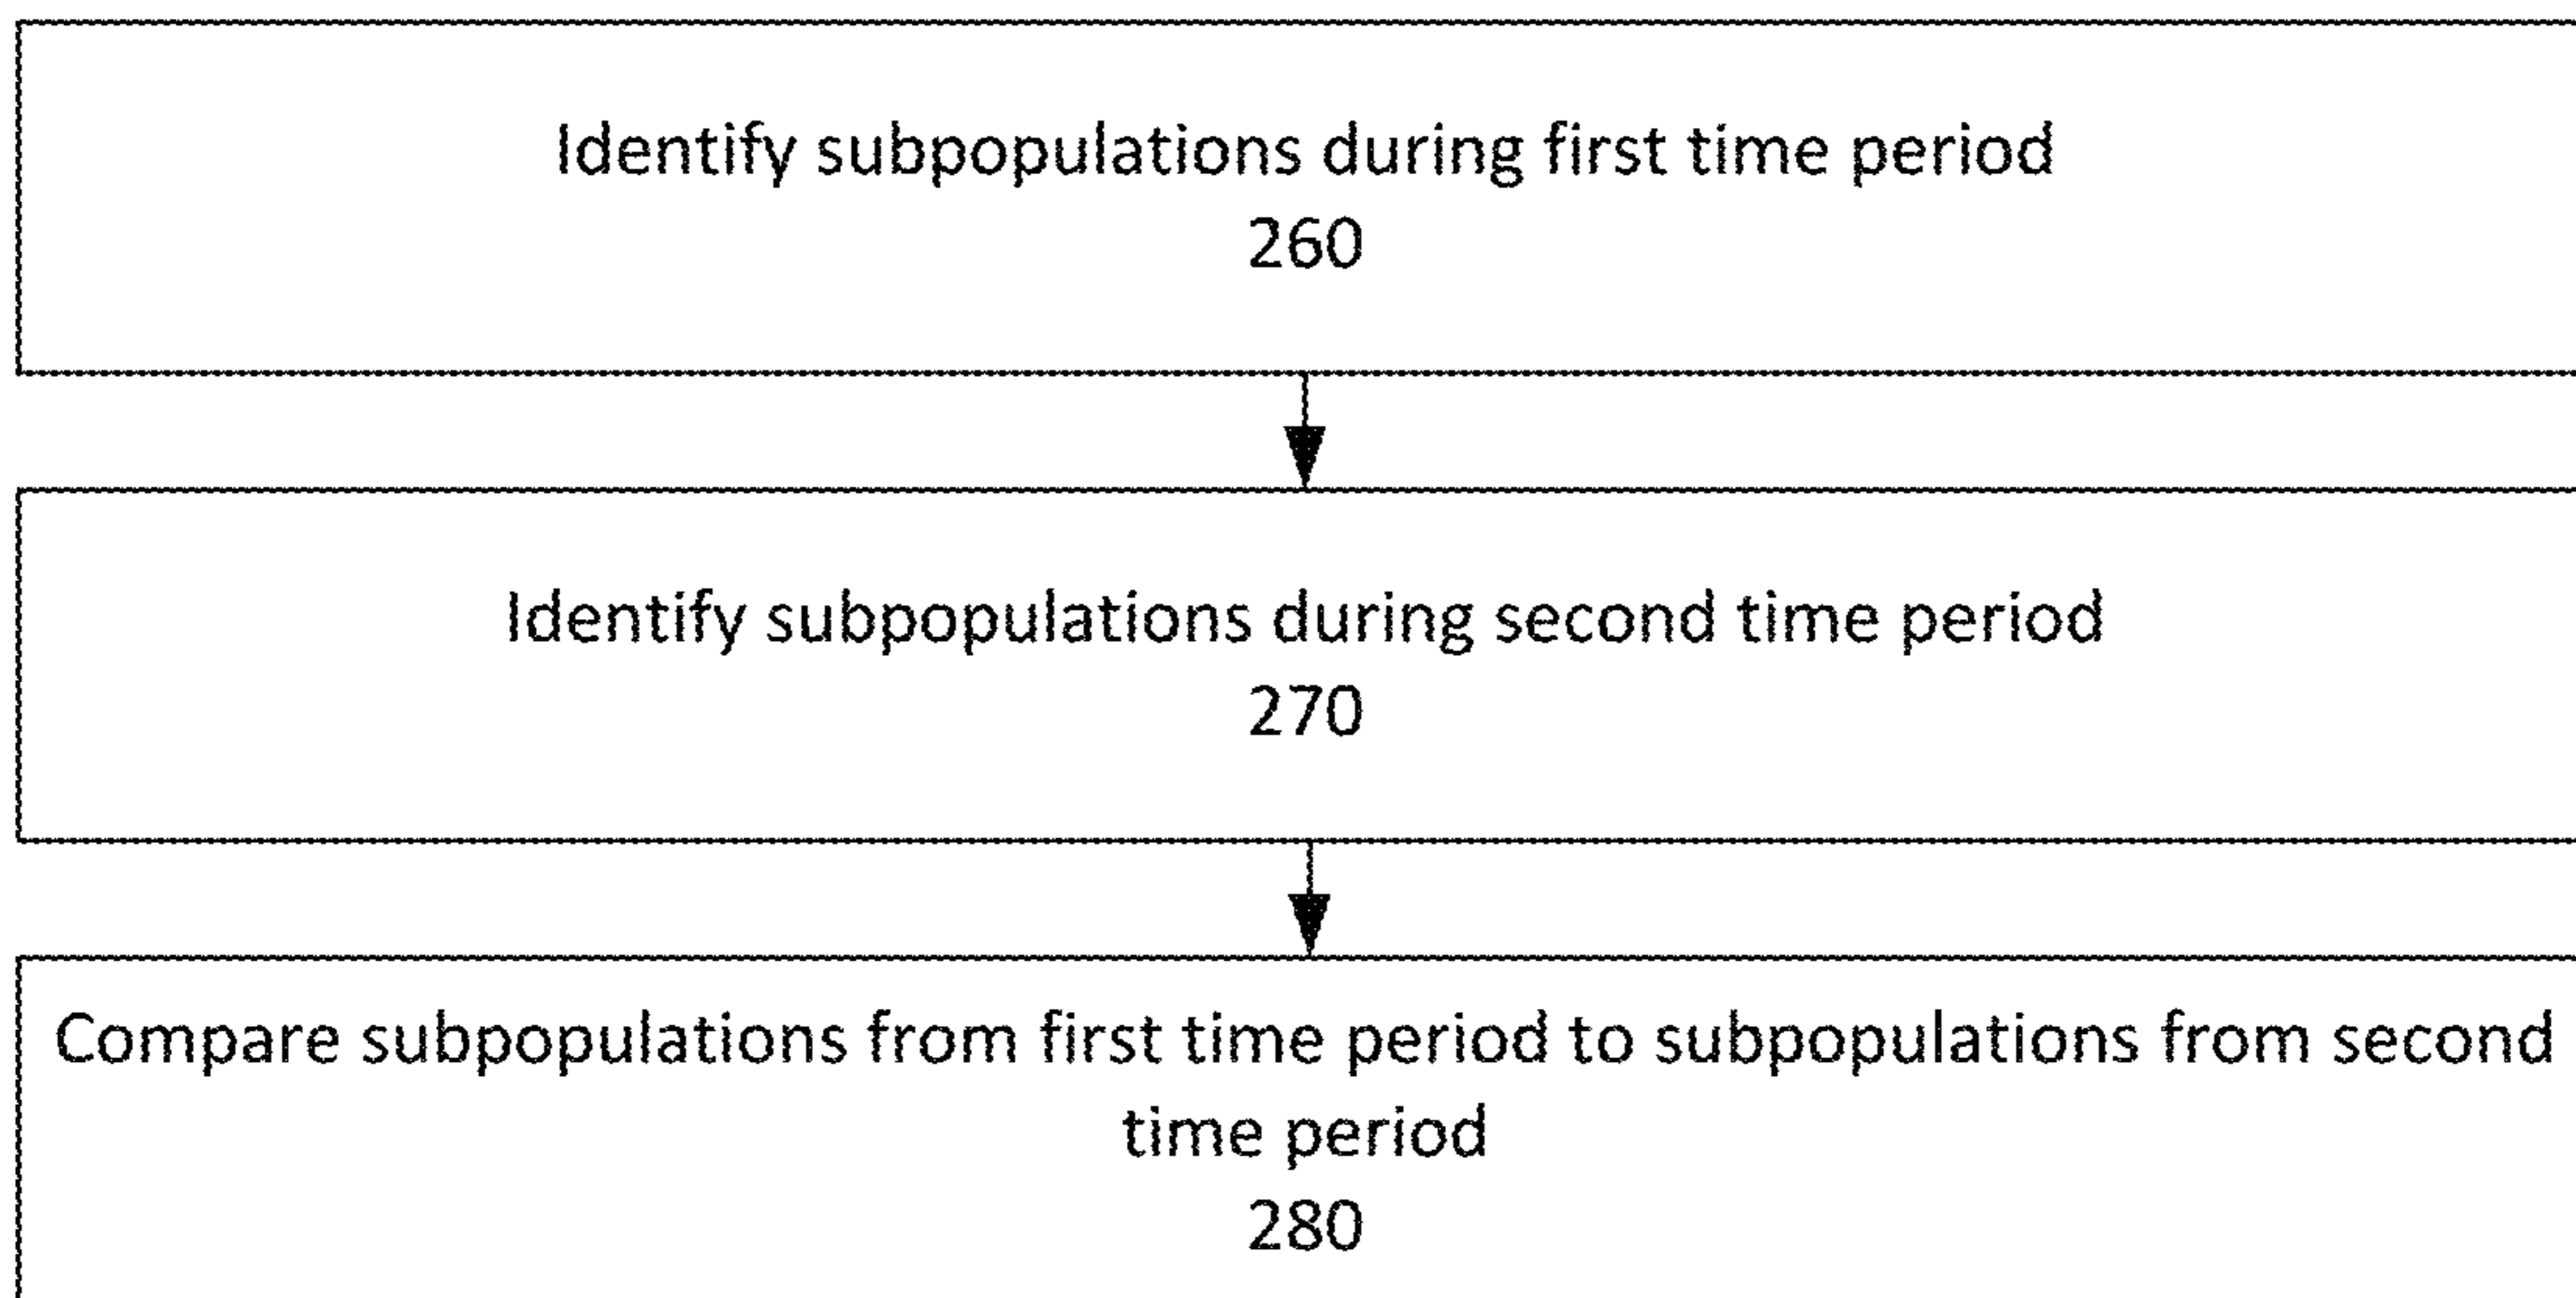 Identify subpopulations during first time period
260
Identify subpopulations during second time period
270
Compare subpopulations from first time period to subpopulations from second
time period
280